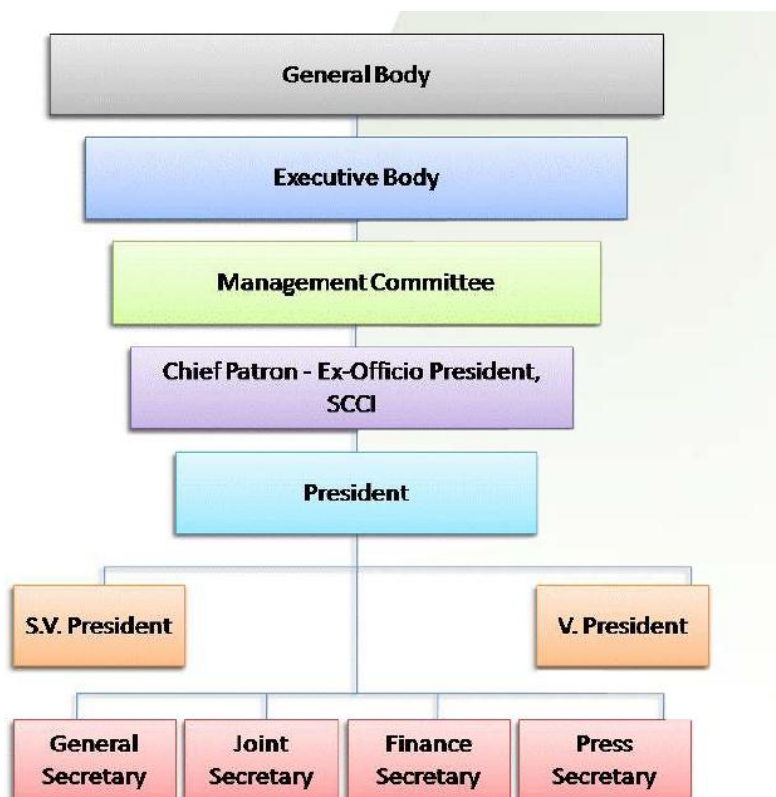 General Body
Executive Body
Management Committee
Chief Patron - Ex-Officio President,
SCCI
President
S.V. President
V. President
General
Secretary
Joint
Secretary
Finance
Secretary
Press
Secretary